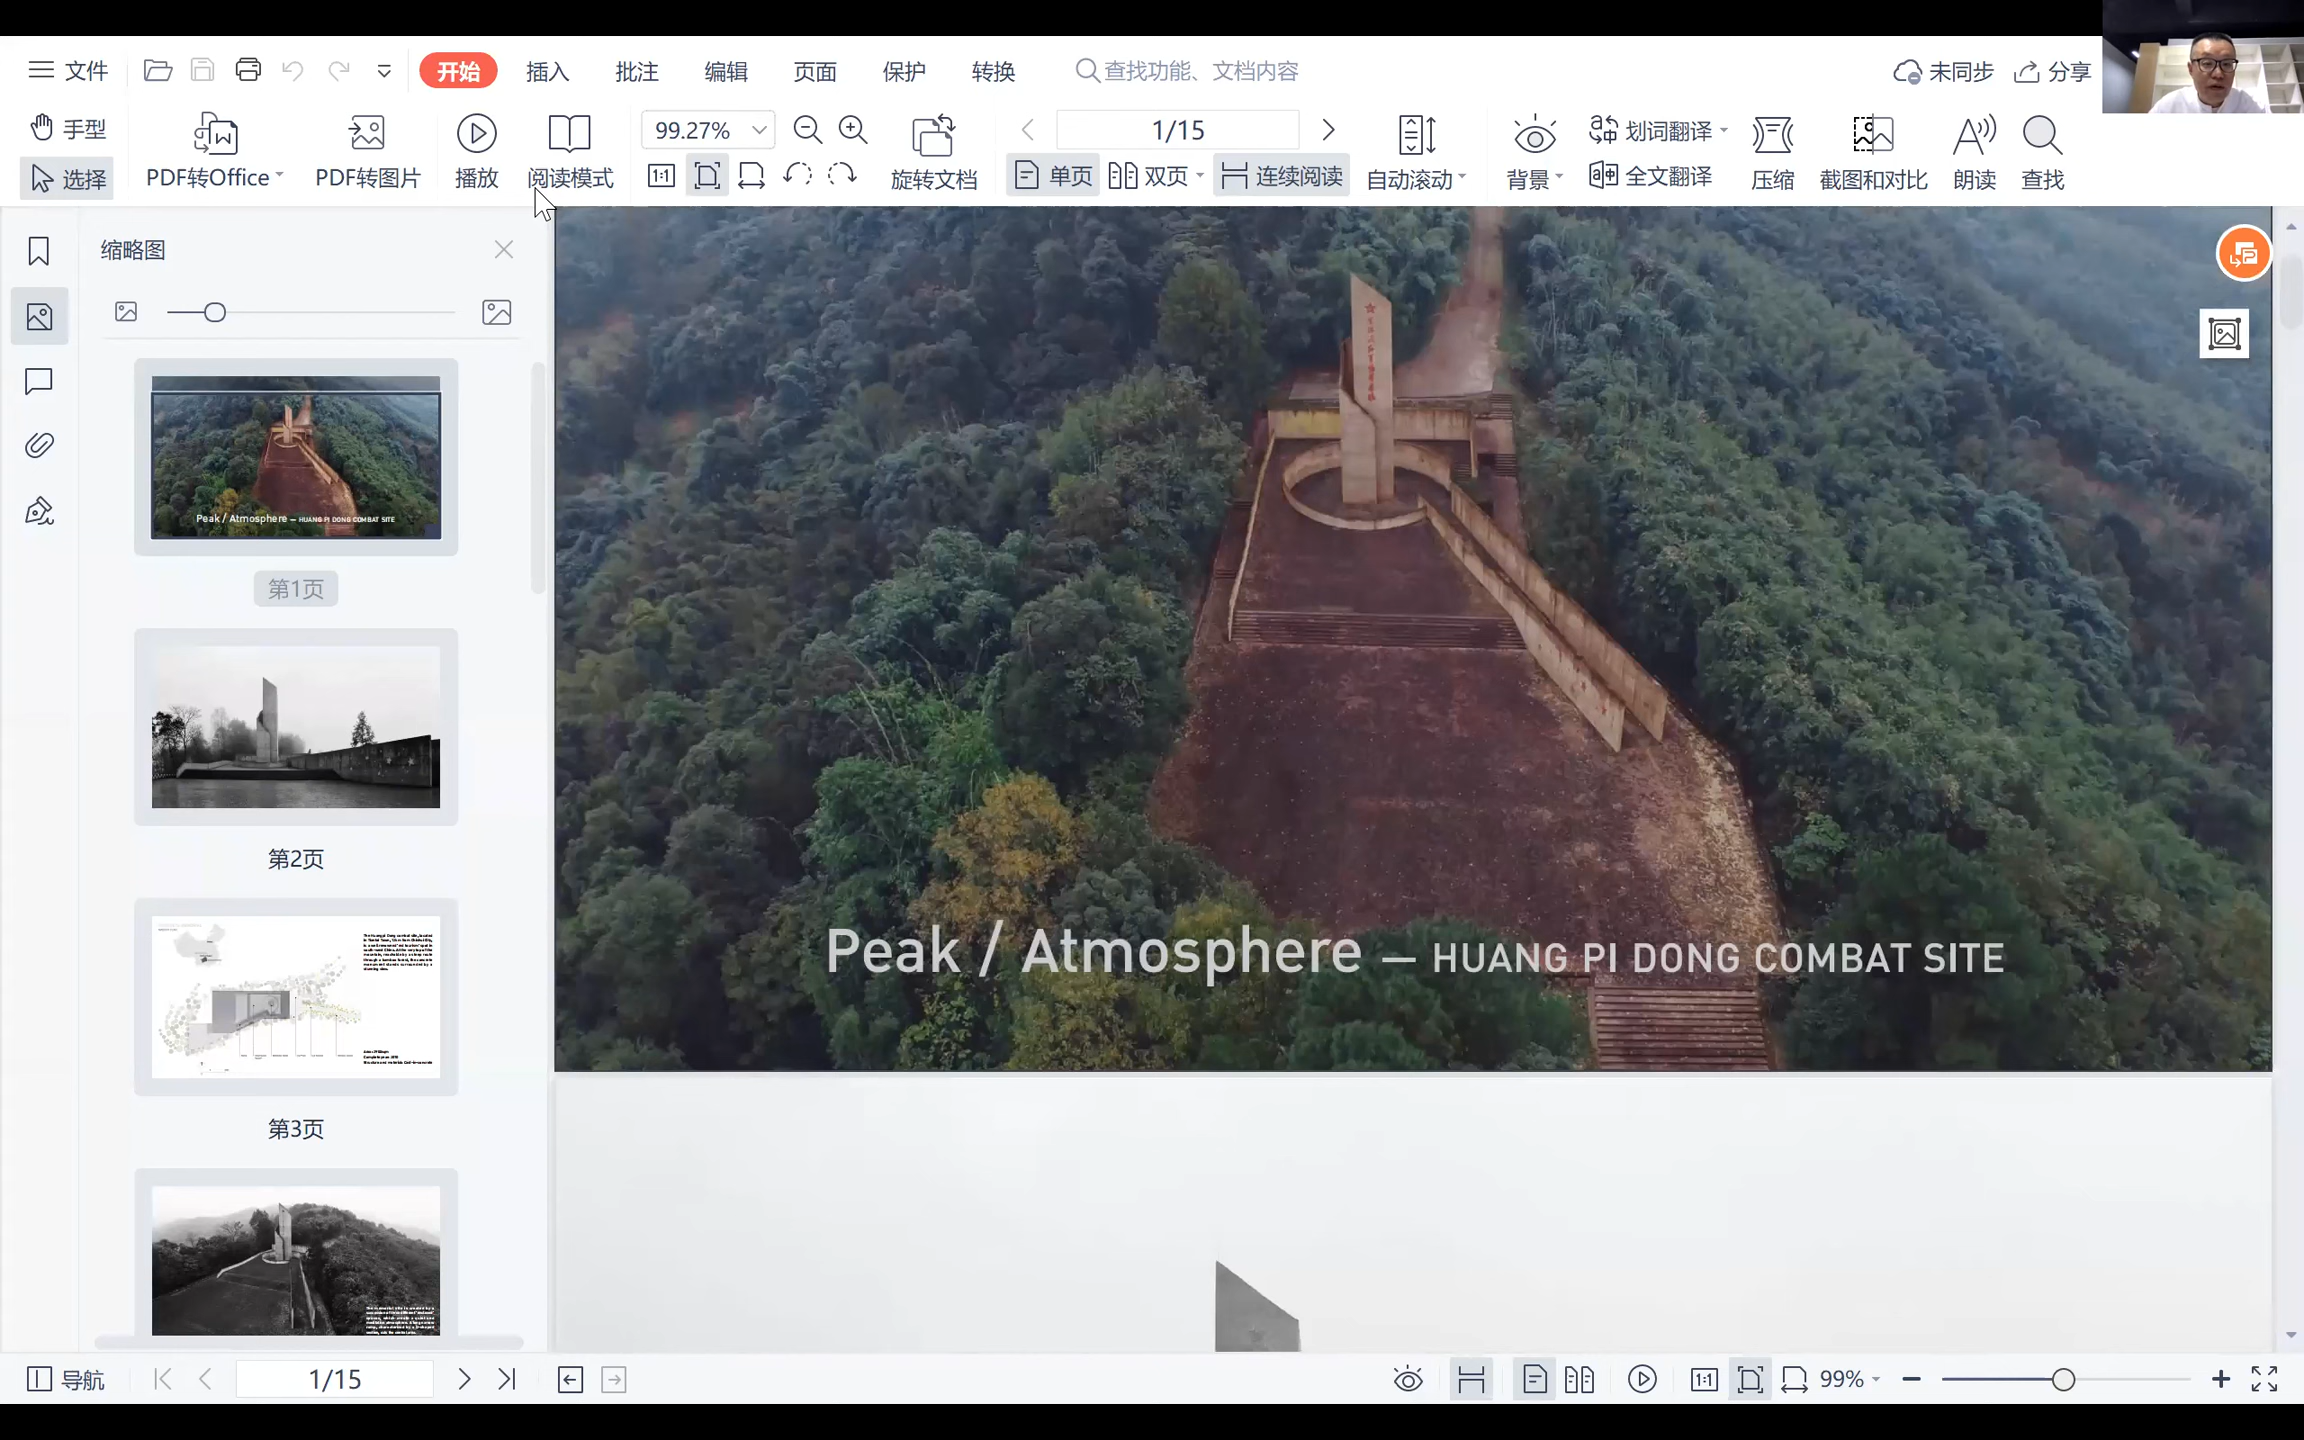 文件
开始
插入
批注
编辑
页面
保护
转换
查找功能、文档内容
未同步
分享
手型
选择
PDF转Office
PDF转图片
播放
阅读模式
99.27%
1:1
旋转文档
1/15
单页
双页
连续阅读
自动滚动
背景
划词翻译
全文翻译
压缩
截图和对比
朗读
查找
缩略图
Peak / Atmosphere — HUANG PI DONG COMBAT SITE
第1页
第2页
第3页
Peak / Atmosphere — HUANG PI DONG COMBAT SITE
导航
1/15
1:1
99%